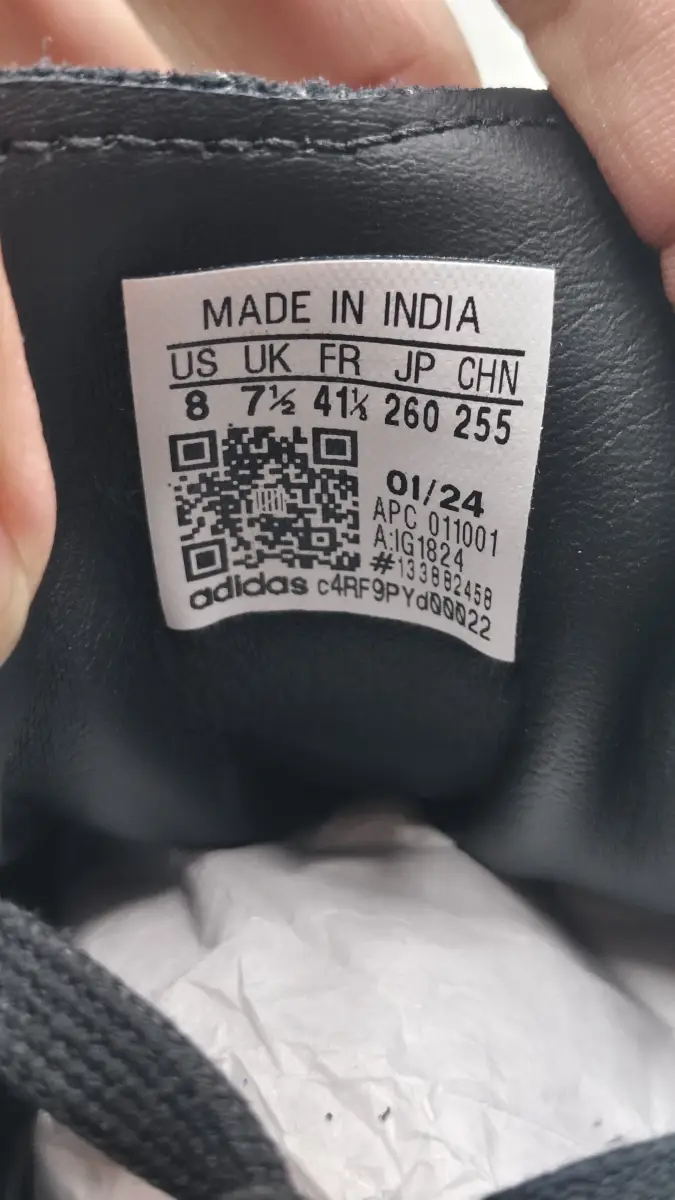 MADE IN INDIA
US UK FR JP CHN
8 7½ 41⅓ 260 255
01/24
APC 011001
A:IG1824
#133882458
adidas c4RF9PYd00022